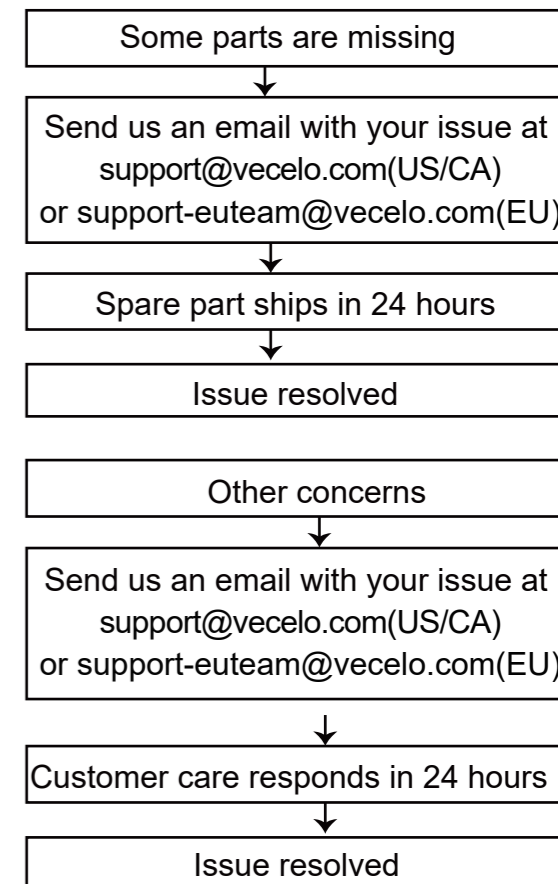 Some parts are missing
Send us an email with your issue at
support@vecelo.com(US/CA)
or support-euteam@vecelo.com(EU)
Spare part ships in 24 hours
Issue resolved
Other concerns
Send us an email with your issue at
support@vecelo.com(US/CA)
or support-euteam@vecelo.com(EU)
Customer care responds in 24 hours
Issue resolved